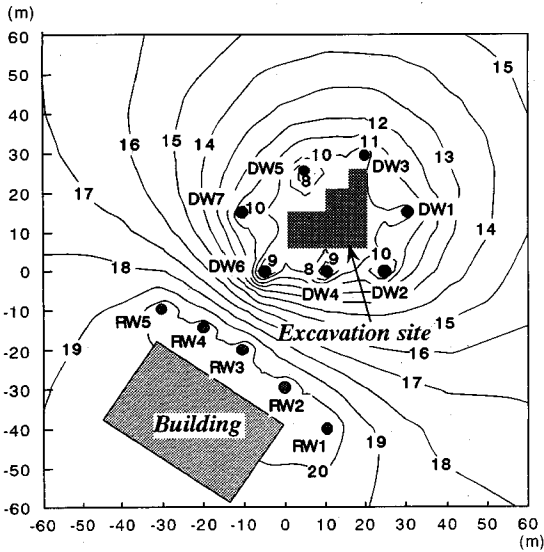 (m)
60
50
40
30
20
10
0
-10
-20
-30
-40
-50
-60
-60 -50 -40 -30 -20 -10 0 10 20 30 40 50 60
(m)
15
16 15 14 12
17
11
10
DW5 DW3 13
8
DW7
10 DW1
14
18
9 9 10
DW6 8
DW4 DW2
15
Excavation site
16
RW5
RW4
19
RW3
17
RW2
Building
RW1
19
18
20